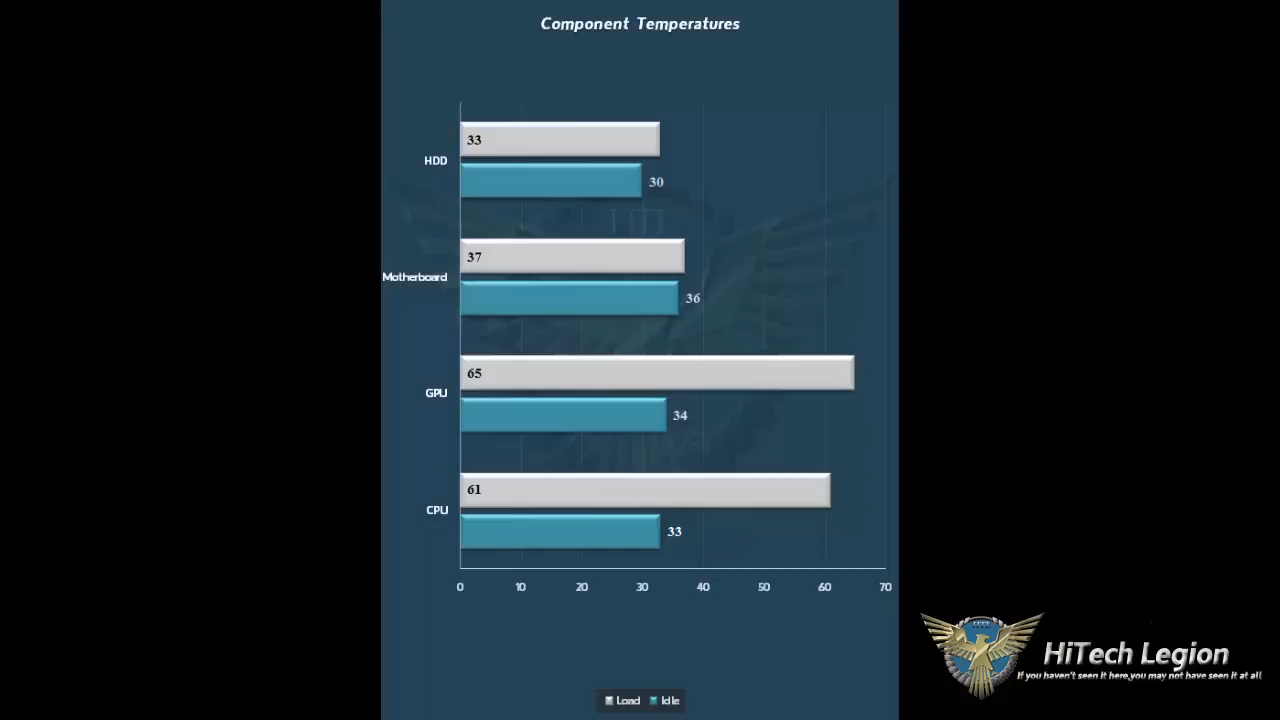 Component Temperatures
33
HDD
30
37
Motherboard
36
65
GPU
34
61
CPU
33
0 10 20 30 40 50 60 70
HiTech Legion
If you haven't seen it here,you may not have seen it at all
Load Idle